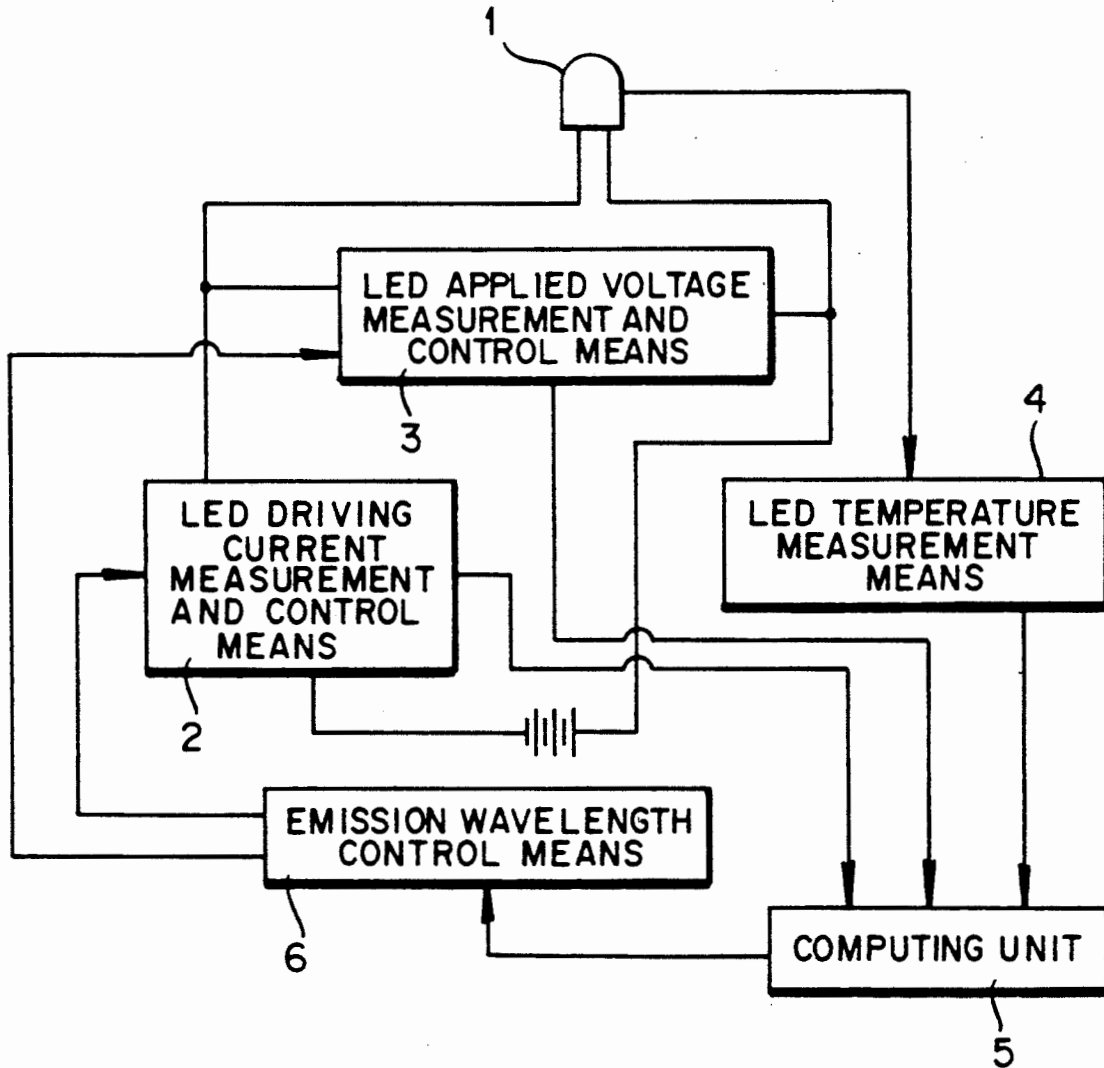 1
LED APPLIED VOLTAGE
MEASUREMENT AND
CONTROL MEANS
3
4
LED DRIVING
CURRENT
MEASUREMENT
AND CONTROL
MEANS
2
LED TEMPERATURE
MEASUREMENT
MEANS
EMISSION WAVELENGTH
CONTROL MEANS
6
COMPUTING UNIT
5